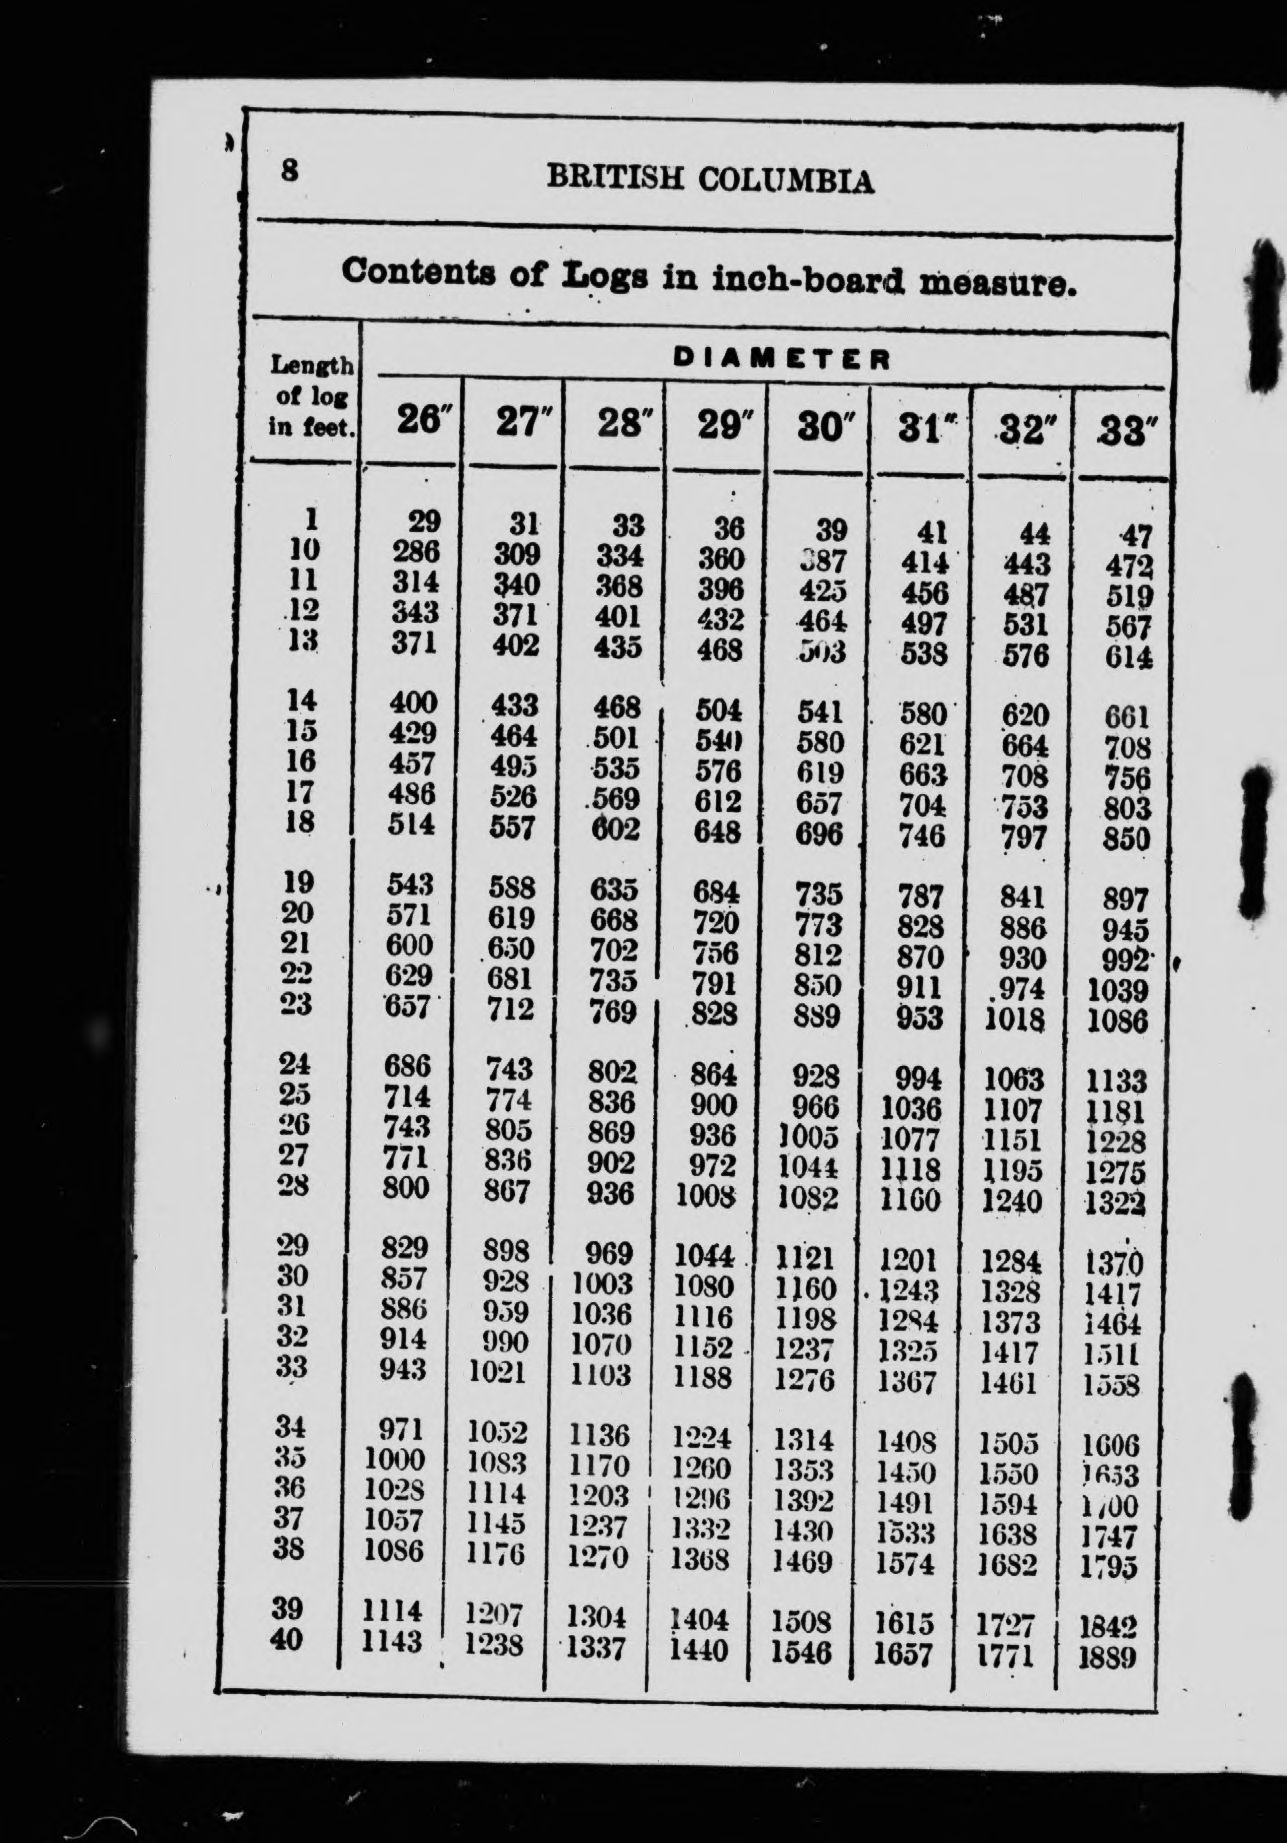 8 BRITISH COLUMBIA
Contents of Logs in inch-board measure.
Length of log in feet. DIAMETER
26" 27" 28" 29" 30" 31" 32" 33"
1 29 31 33 36 39 41 44 47
10 286 309 334 360 387 414 443 472
11 314 340 368 396 425 456 487 519
12 343 371 401 432 464 497 531 567
13 371 402 435 468 503 538 576 614
14 400 433 468 504 541 580 620 661
15 429 464 501 540 580 621 664 708
16 457 495 535 576 619 663 708 756
17 486 526 569 612 657 704 753 803
18 514 557 602 648 696 746 797 850
19 543 588 635 684 735 787 841 897
20 571 619 668 720 773 828 886 945
21 600 650 702 756 812 870 930 992
22 629 681 735 791 850 911 974 1039
23 657 712 769 828 889 953 1018 1086
24 686 743 802 864 928 994 1063 1133
25 714 774 836 900 966 1036 1107 1181
26 743 805 869 936 1005 1077 1151 1228
27 771 836 902 972 1044 1118 1195 1275
28 800 867 936 1008 1082 1160 1240 1322
29 829 898 969 1044 1121 1201 1284 1370
30 857 928 1003 1080 1160 1243 1328 1417
31 886 959 1036 1116 1198 1284 1373 1464
32 914 990 1070 1152 1237 1325 1417 1511
33 943 1021 1103 1188 1276 1367 1461 1558
34 971 1052 1136 1224 1314 1408 1505 1606
35 1000 1083 1170 1260 1353 1450 1550 1653
36 1028 1114 1203 1296 1392 1491 1594 1700
37 1057 1145 1237 1332 1430 1533 1638 1747
38 1086 1176 1270 1368 1469 1574 1682 1795
39 1114 1207 1304 1404 1508 1615 1727 1842
40 1143 1238 1337 1440 1546 1657 1771 1889